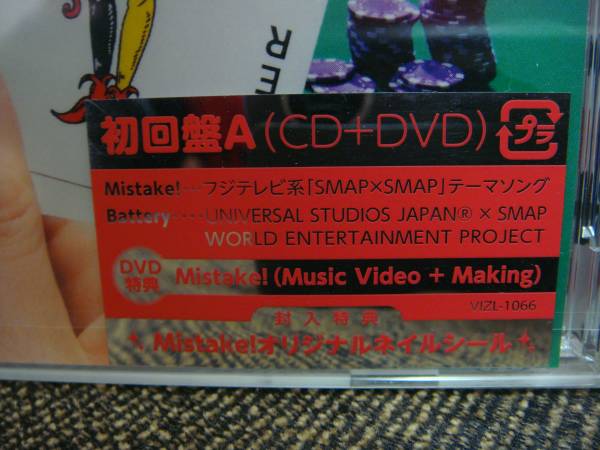 JOKER
初回盤A(CD+DVD) プラ
Mistake!…フジテレビ系「SMAP×SMAP」テーマソング
Battery‥‥UNIVERSAL STUDIOS JAPAN® × SMAP
WORLD ENTERTAINMENT PROJECT
DVD
特典
Mistake!(Music Video + Making)
VIZL-1066
封入特典
Mistake!オリジナルネイルシール